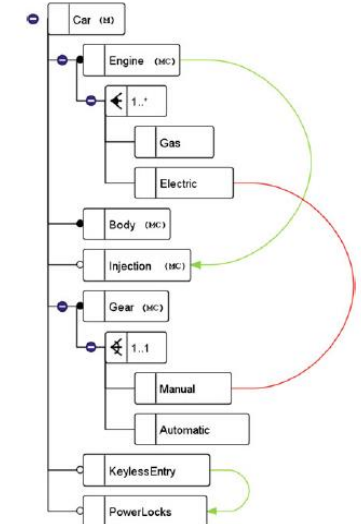 Car (M)
Engine (MC)
1..*
Gas
Electric
Body (MC)
Injection (MC)
Gear (MC)
1..1
Manual
Automatic
KeylessEntry
PowerLocks